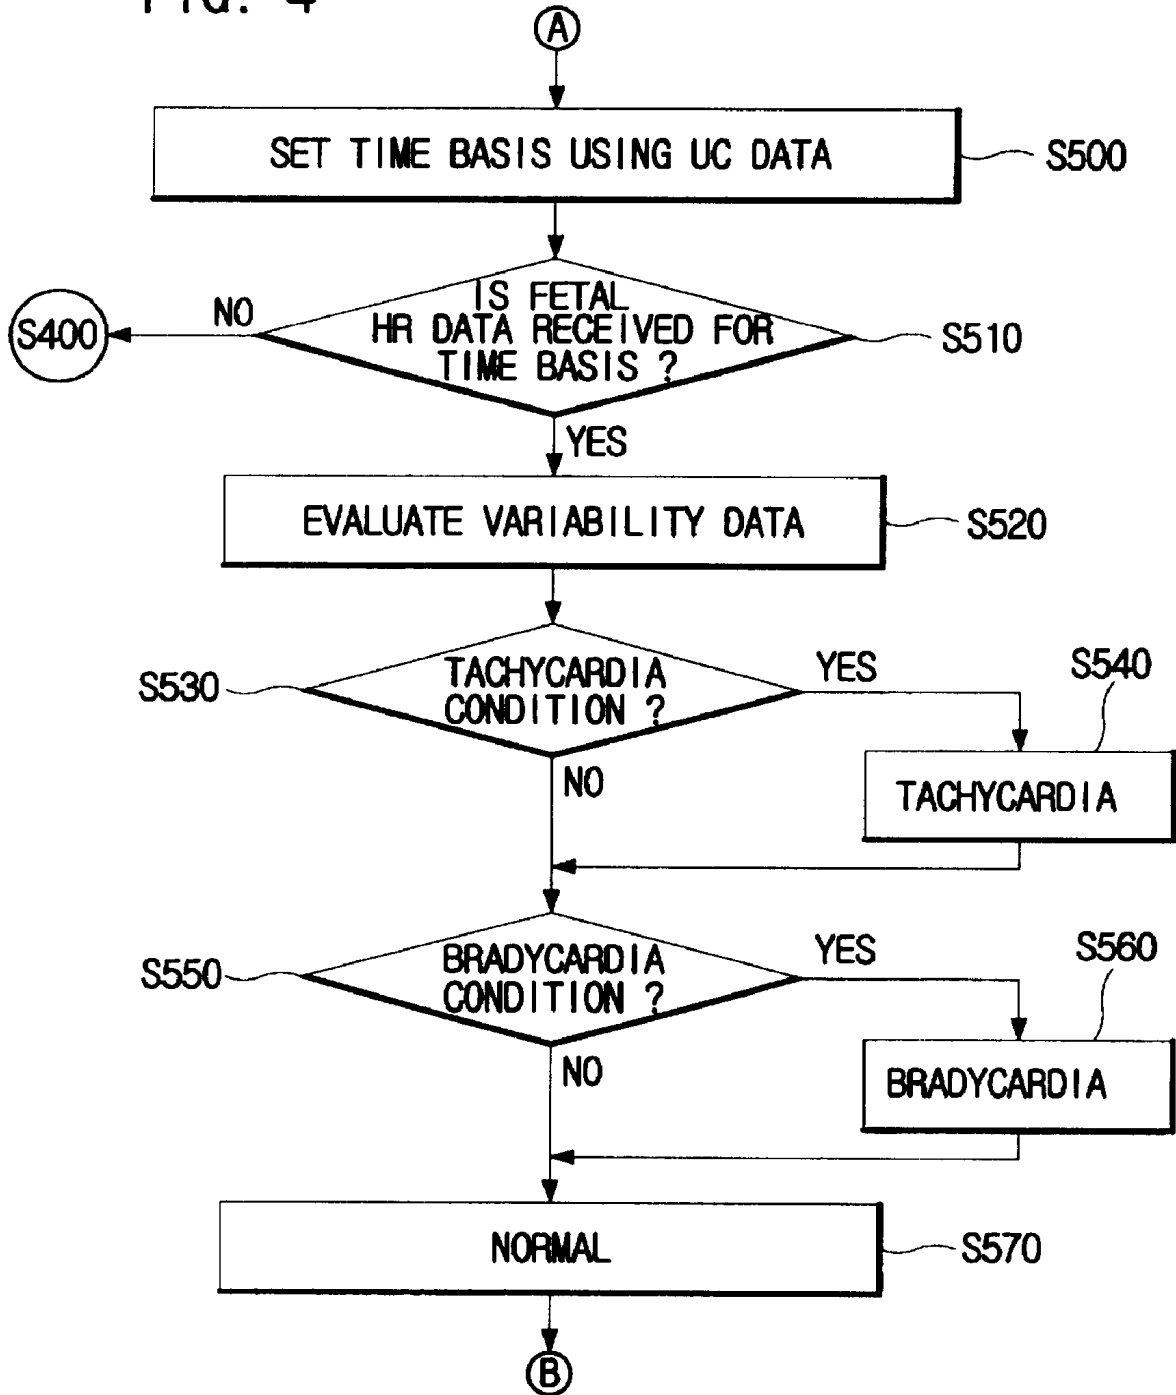 FIG. 4
A
SET TIME BASIS USING UC DATA
S500
IS FETAL
HR DATA RECEIVED FOR
TIME BASIS ?
S510
NO
S400
YES
EVALUATE VARIABILITY DATA
S520
S530
TACHYCARDIA
CONDITION ?
YES
S540
NO
TACHYCARDIA
S550
BRADYCARDIA
CONDITION ?
YES
S560
NO
BRADYCARDIA
NORMAL
S570
B